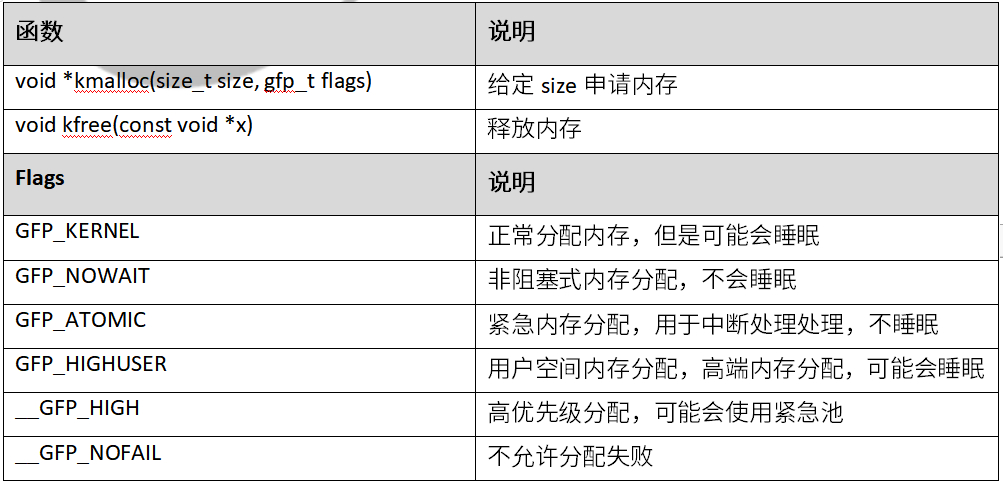 函数 说明
void *kmalloc(size_t size, gfp_t flags) 给定 size 申请内存
void kfree(const void *x) 释放内存
Flags 说明
GFP_KERNEL 正常分配内存，但是可能会睡眠
GFP_NOWAIT 非阻塞式内存分配，不会睡眠
GFP_ATOMIC 紧急内存分配，用于中断处理处理，不睡眠
GFP_HIGHUSER 用户空间内存分配，高端内存分配，可能会睡眠
__GFP_HIGH 高优先级分配，可能会使用紧急池
__GFP_NOFAIL 不允许分配失败